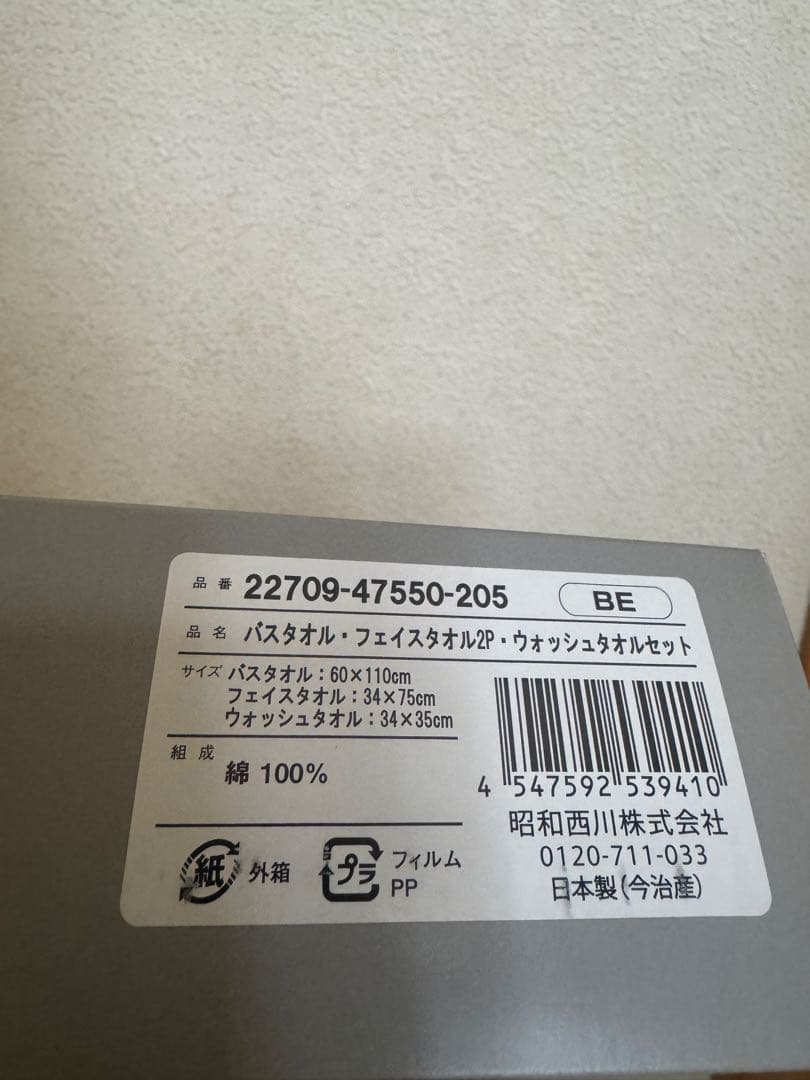 品番 22709-47550-205 BE
品名 バスタオル・フェイスタオル2P・ウォッシュタオルセット
サイズ バスタオル：60×110cm
フェイスタオル：34×75cm
ウォッシュタオル：34×35cm
組成
綿 100%
4 547592 539410
昭和西川株式会社
0120-711-033
日本製(今治産)
紙 外箱
プラ フィルム
PP